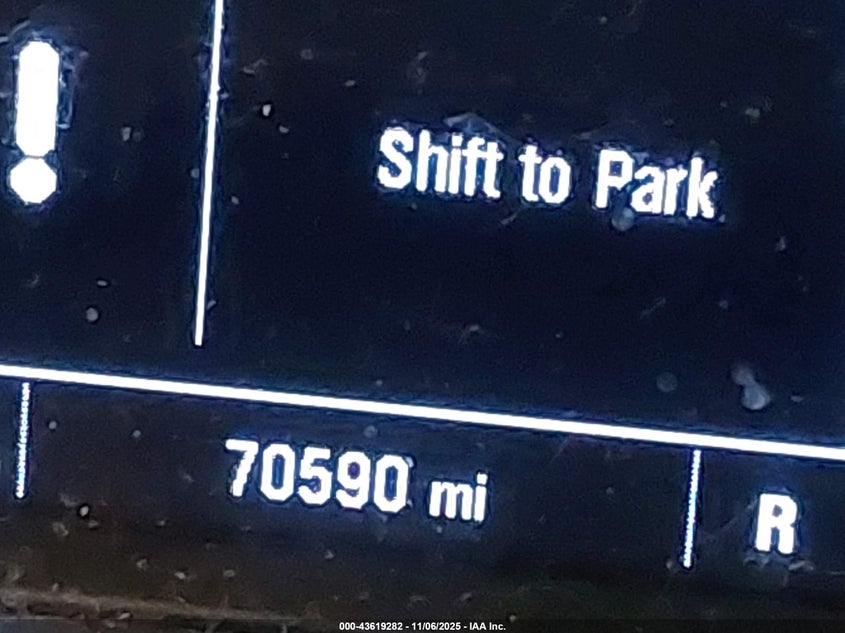 Shift to Park
70590 mi
R
000-43619282 - 11/06/2025 - IAA Inc.